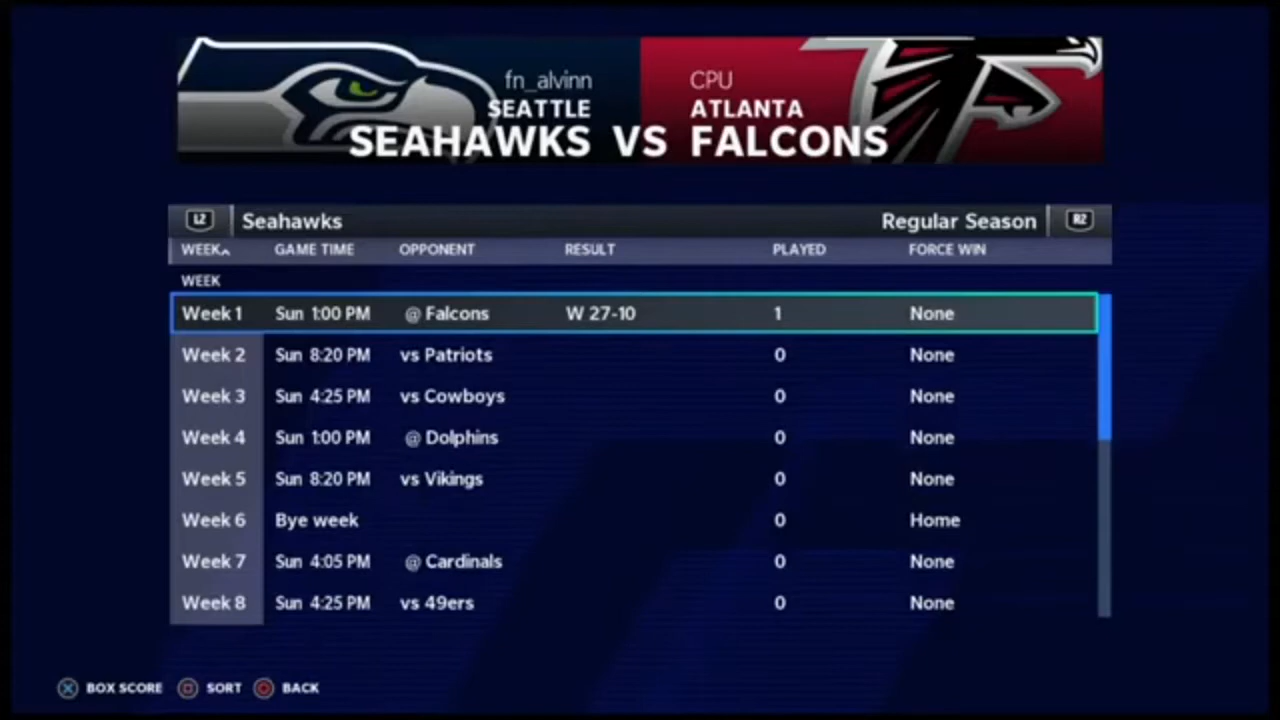 fn_alvinn CPU
SEATTLE ATLANTA
SEAHAWKS VS FALCONS
L2 Seahawks Regular Season R2
WEEK GAME TIME OPPONENT RESULT PLAYED FORCE WIN
WEEK
Week 1 Sun 1:00 PM @ Falcons W 27-10 1 None
Week 2 Sun 8:20 PM vs Patriots 0 None
Week 3 Sun 4:25 PM vs Cowboys 0 None
Week 4 Sun 1:00 PM @ Dolphins 0 None
Week 5 Sun 8:20 PM vs Vikings 0 None
Week 6 Bye week 0 Home
Week 7 Sun 4:05 PM @ Cardinals 0 None
Week 8 Sun 4:25 PM vs 49ers 0 None
BOX SCORE SORT BACK